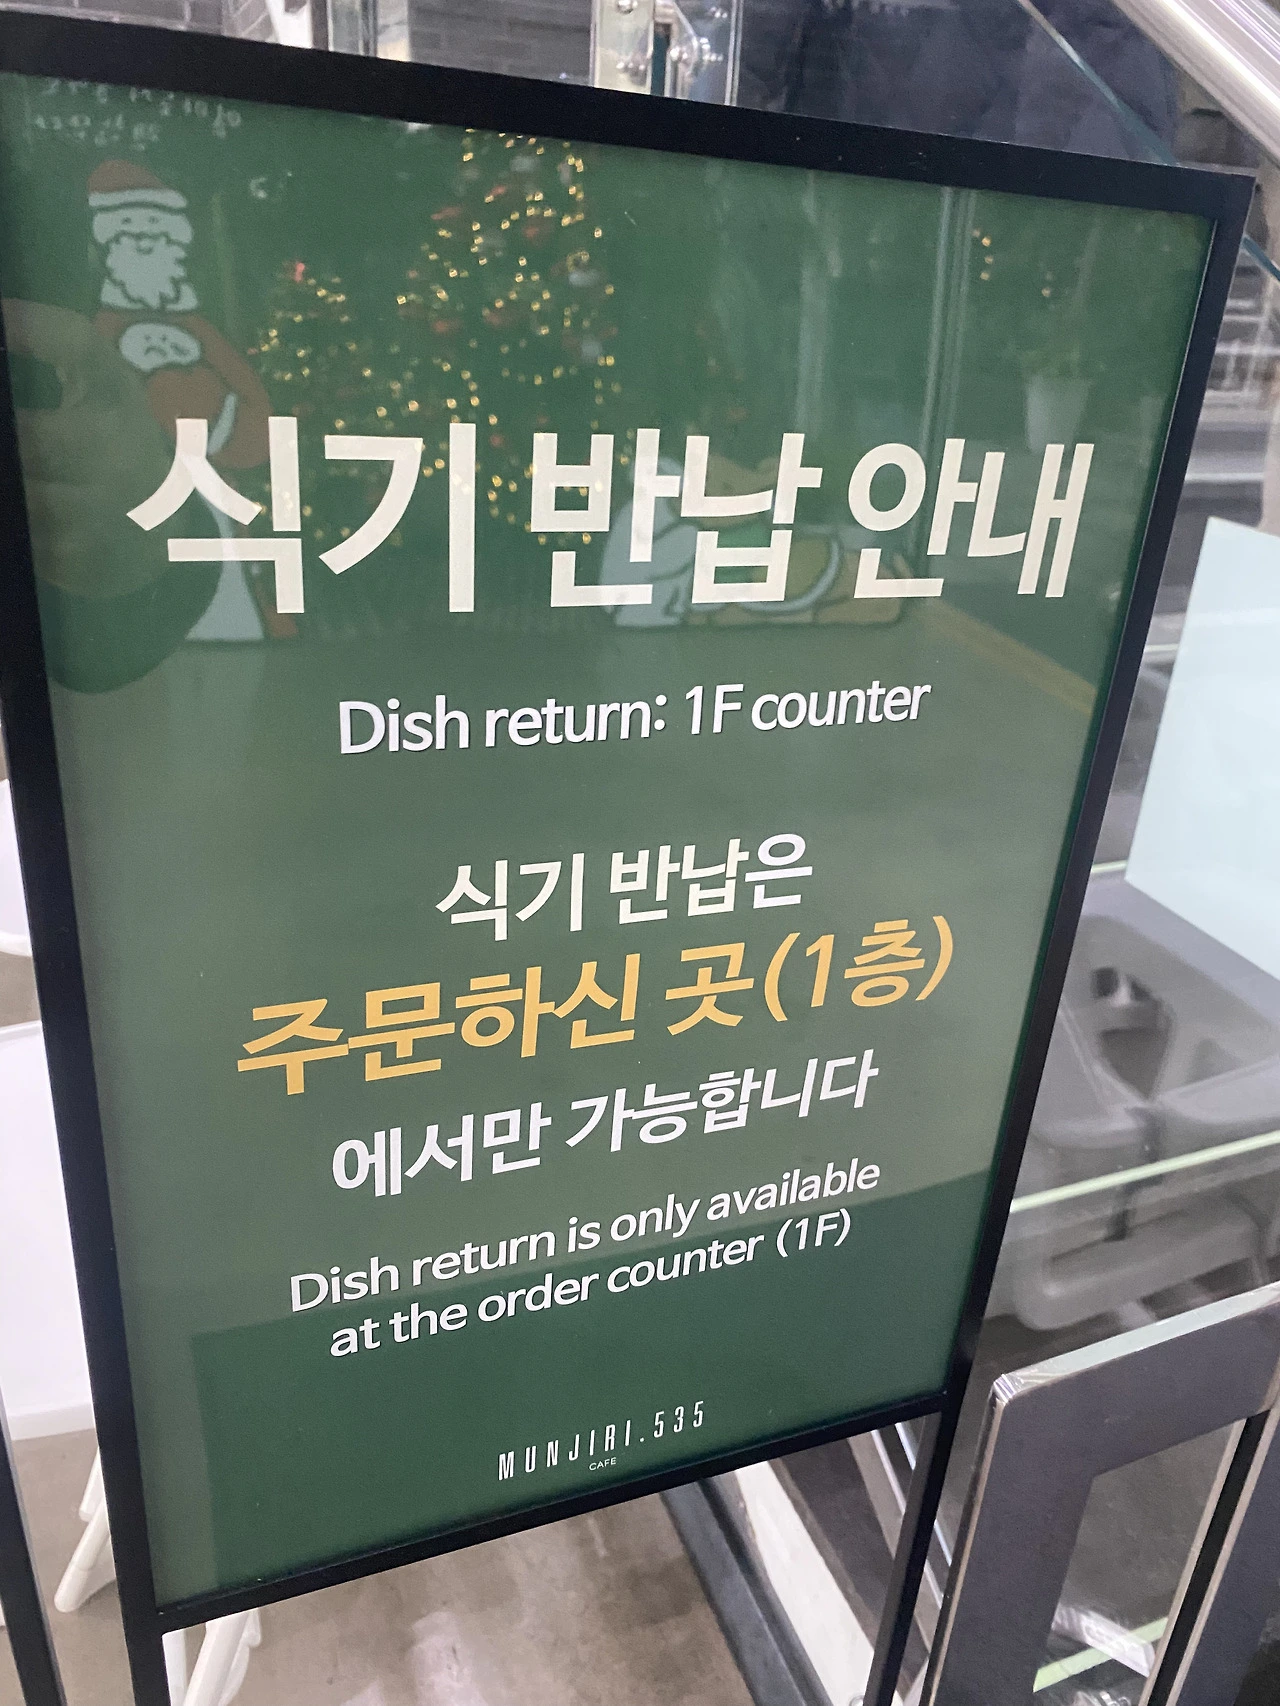 식기 반납 안내
Dish return: 1F counter
식기 반납은
주문하신 곳(1층)
에서만 가능합니다
Dish return is only available
at the order counter (1F)
MUNJIRI.535
CAFE